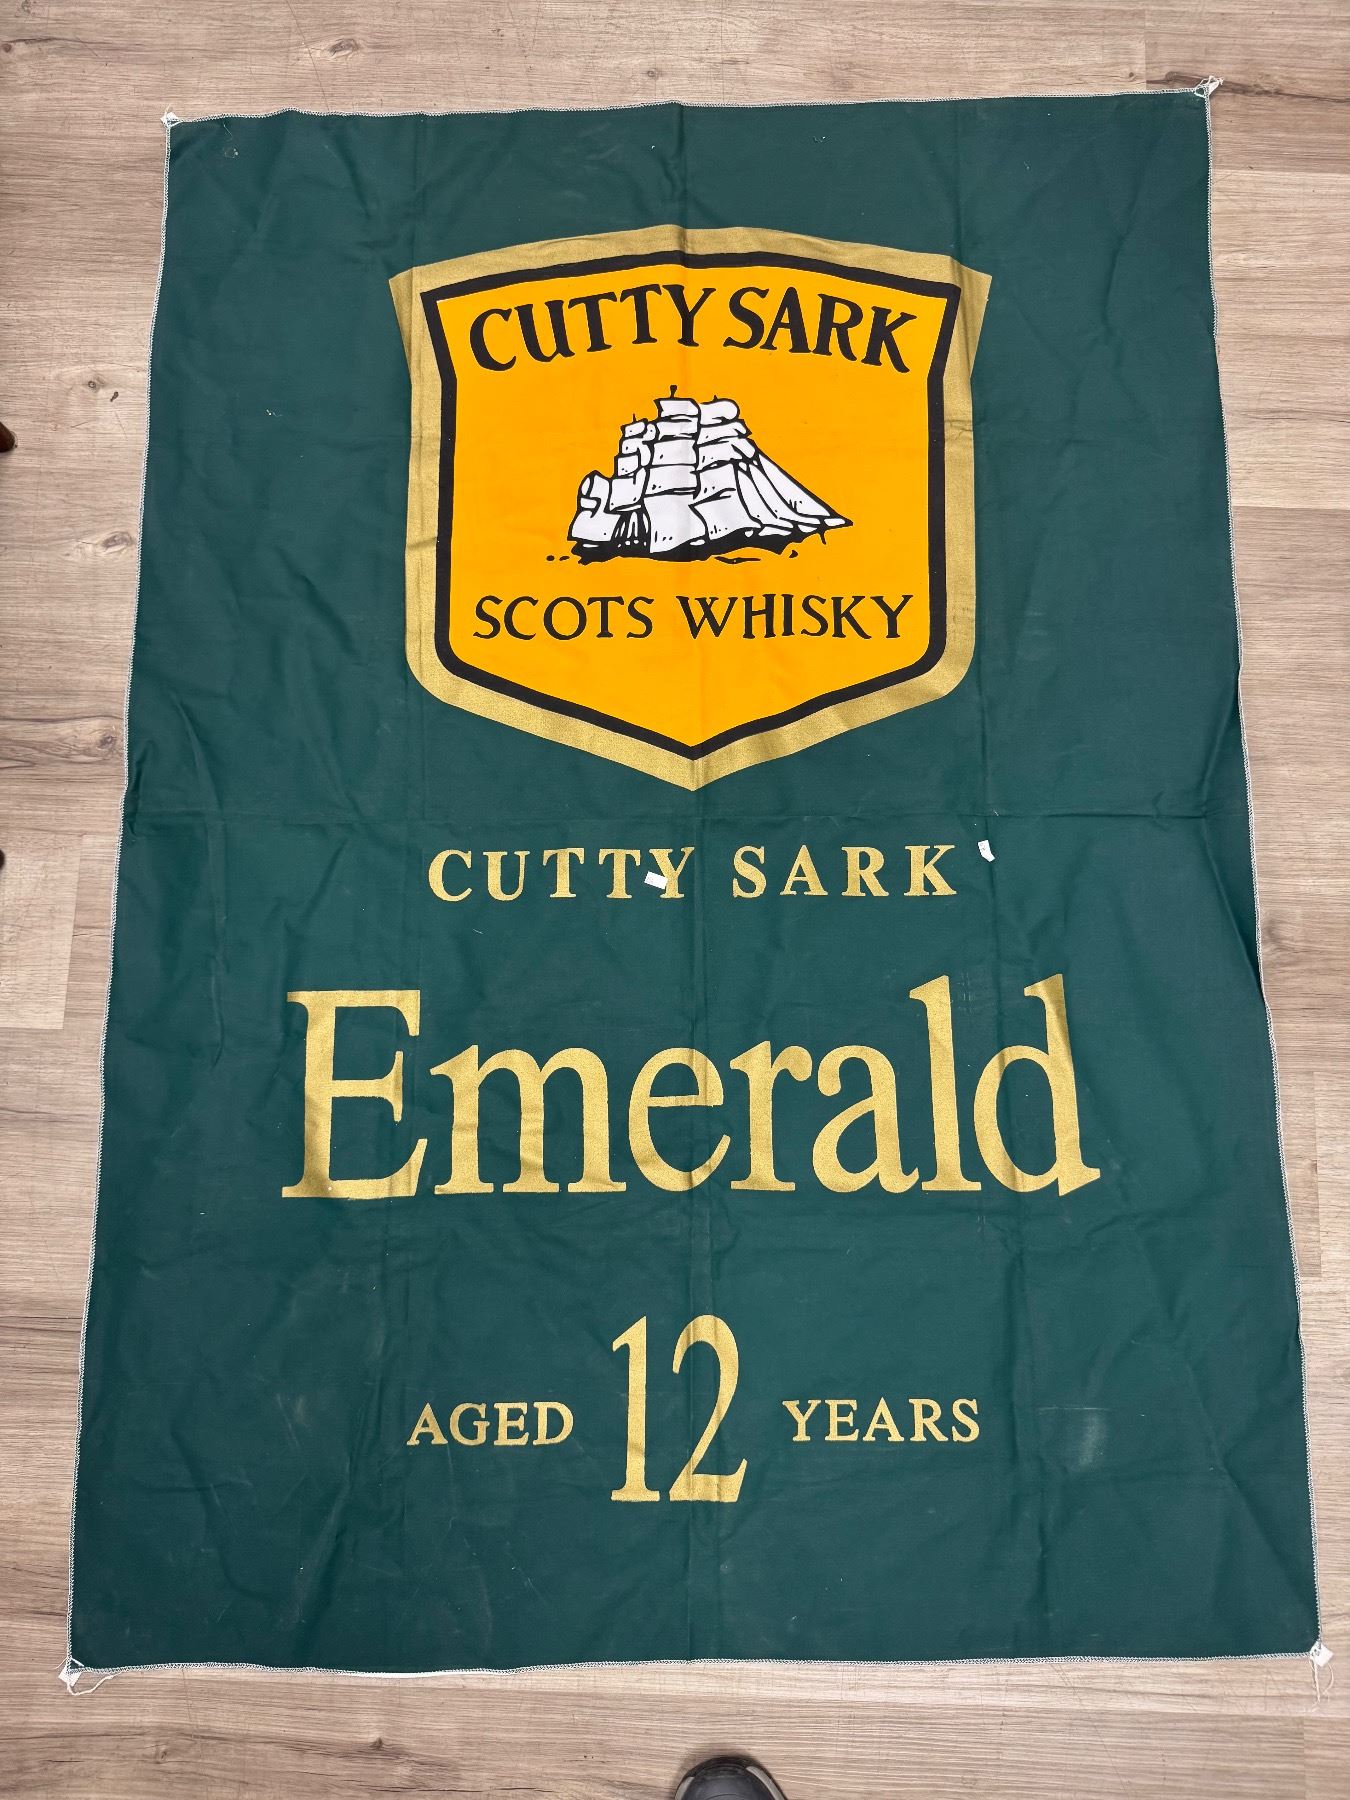 CUTTY SARK
SCOTS WHISKY
CUTTY SARK
Emerald
AGED 12 YEARS